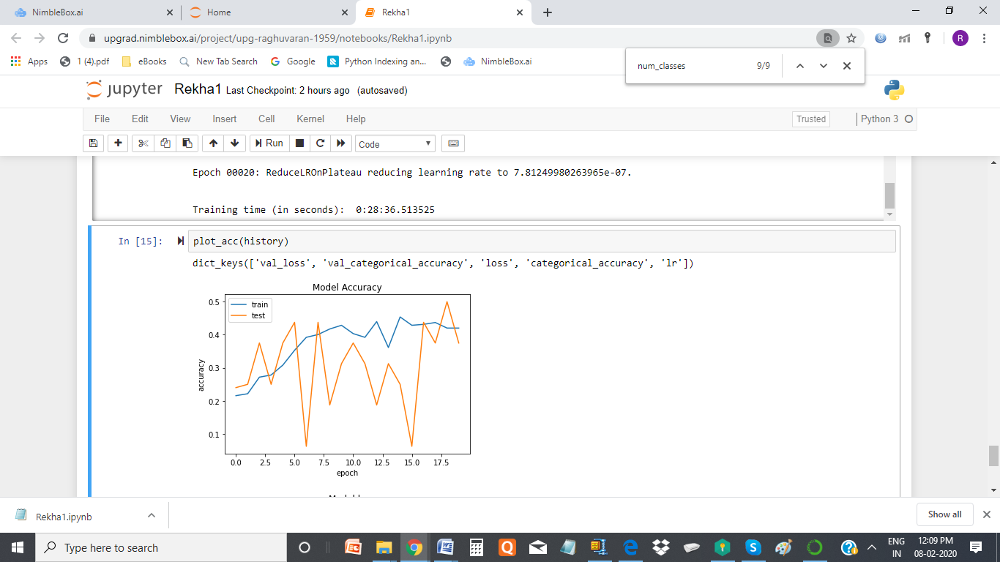 NimbleBox.ai
Home
Rekha1
upgrad.nimblebox.ai/project/upg-raghuvaran-1959/notebooks/Rekha1.ipynb
R
Apps
1 (4).pdf
eBooks
New Tab Search
Google
Python Indexing an...
NimbleBox.ai
num_classes 9/9
jupyter Rekha1 Last Checkpoint: 2 hours ago (autosaved)
File Edit View Insert Cell Kernel Help
Trusted
Python 3
Run
Code
Epoch 00020: ReduceLROnPlateau reducing learning rate to 7.81249980263965e-07.
Training time (in seconds): 0:28:36.513525
In [15]: plot_acc(history)
dict_keys(['val_loss', 'val_categorical_accuracy', 'loss', 'categorical_accuracy', 'lr'])
Model Accuracy
train
test
0.5
0.4
0.3
0.2
0.1
accuracy
0.0 2.5 5.0 7.5 10.0 12.5 15.0 17.5
epoch
Rekha1.ipynb
Show all
Type here to search
ENG
IN
12:09 PM
08-02-2020